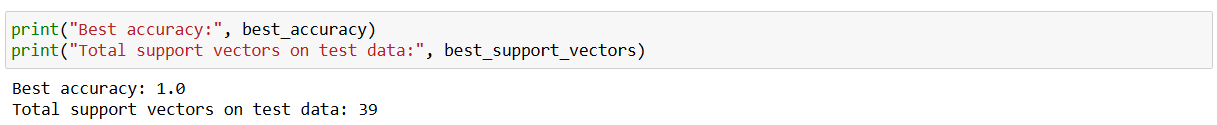 print("Best accuracy:", best_accuracy)
print("Total support vectors on test data:", best_support_vectors)
Best accuracy: 1.0
Total support vectors on test data: 39